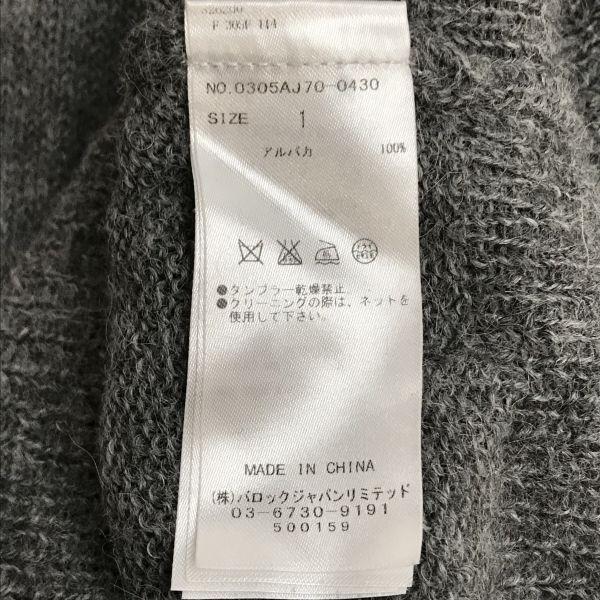 NO.0305AJ70-0430
SIZE 1
アルパカ 100%
●タンブラー乾燥禁止
●クリーニングの際は、ネットを
使用して下さい。
MADE IN CHINA
(株)バロックジャパンリミテッド
03-6730-9191
500159